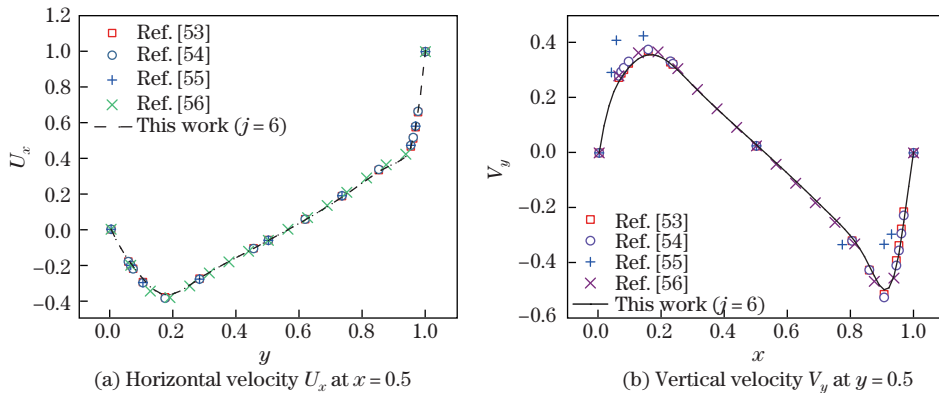 1.2
1.0
0.8
0.6
0.4
0.2
0.0
−0.2
−0.4
U_x
Ref. [53]
Ref. [54]
Ref. [55]
Ref. [56]
This work (j = 6)
0.0 0.2 0.4 0.6 0.8 1.0
y
(a) Horizontal velocity U_x at x = 0.5
0.4
0.2
0.0
−0.2
−0.4
−0.6
V_y
Ref. [53]
Ref. [54]
Ref. [55]
Ref. [56]
This work (j = 6)
0.0 0.2 0.4 0.6 0.8 1.0
x
(b) Vertical velocity V_y at y = 0.5